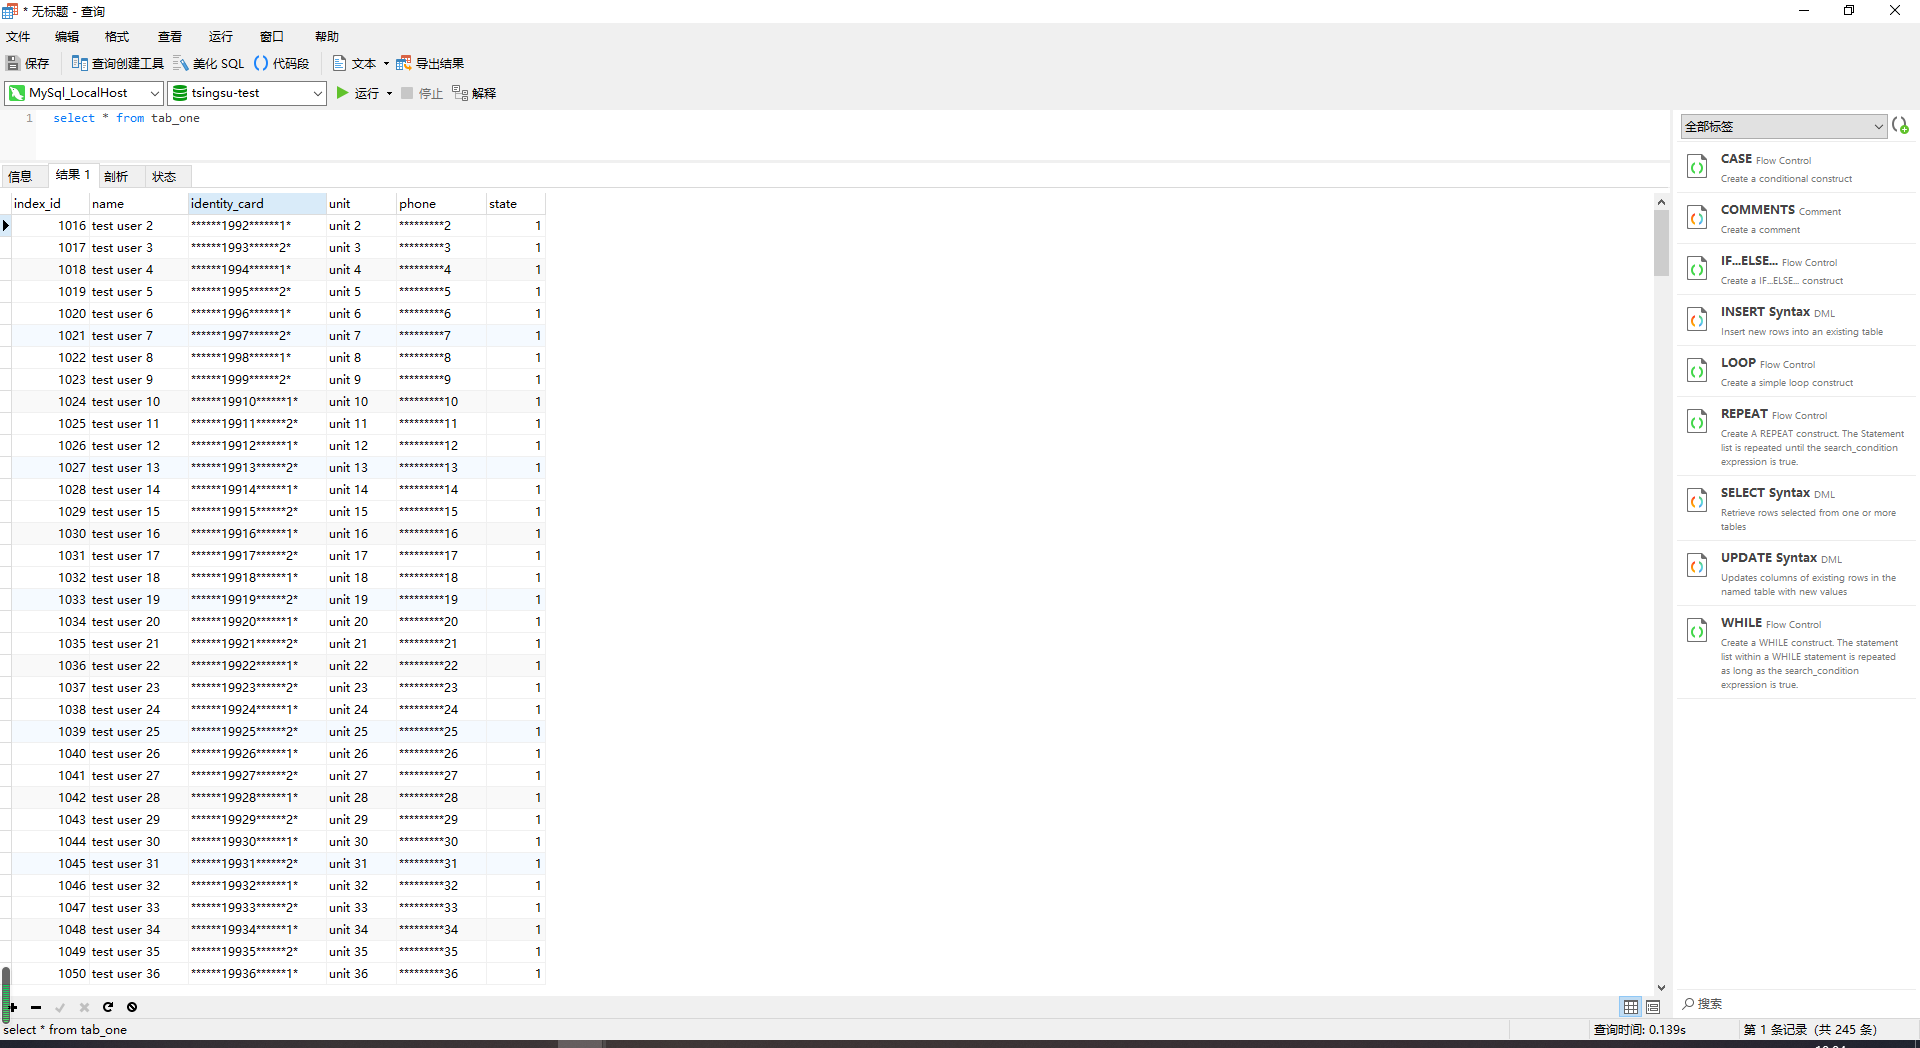 * 无标题 - 查询
文件 编辑 格式 查看 运行 窗口 帮助
保存 查询创建工具 美化 SQL 代码段 文本 导出结果
MySql_LocalHost tsingsu-test 运行 停止 解释
1 select * from tab_one
信息 结果 1 剖析 状态
index_id name identity_card unit phone state
1016 test user 2 ******1992******1* unit 2 *********2 1
1017 test user 3 ******1993******2* unit 3 *********3 1
1018 test user 4 ******1994******1* unit 4 *********4 1
1019 test user 5 ******1995******2* unit 5 *********5 1
1020 test user 6 ******1996******1* unit 6 *********6 1
1021 test user 7 ******1997******2* unit 7 *********7 1
1022 test user 8 ******1998******1* unit 8 *********8 1
1023 test user 9 ******1999******2* unit 9 *********9 1
1024 test user 10 ******19910******1* unit 10 *********10 1
1025 test user 11 ******19911******2* unit 11 *********11 1
1026 test user 12 ******19912******1* unit 12 *********12 1
1027 test user 13 ******19913******2* unit 13 *********13 1
1028 test user 14 ******19914******1* unit 14 *********14 1
1029 test user 15 ******19915******2* unit 15 *********15 1
1030 test user 16 ******19916******1* unit 16 *********16 1
1031 test user 17 ******19917******2* unit 17 *********17 1
1032 test user 18 ******19918******1* unit 18 *********18 1
1033 test user 19 ******19919******2* unit 19 *********19 1
1034 test user 20 ******19920******1* unit 20 *********20 1
1035 test user 21 ******19921******2* unit 21 *********21 1
1036 test user 22 ******19922******1* unit 22 *********22 1
1037 test user 23 ******19923******2* unit 23 *********23 1
1038 test user 24 ******19924******1* unit 24 *********24 1
1039 test user 25 ******19925******2* unit 25 *********25 1
1040 test user 26 ******19926******1* unit 26 *********26 1
1041 test user 27 ******19927******2* unit 27 *********27 1
1042 test user 28 ******19928******1* unit 28 *********28 1
1043 test user 29 ******19929******2* unit 29 *********29 1
1044 test user 30 ******19930******1* unit 30 *********30 1
1045 test user 31 ******19931******2* unit 31 *********31 1
1046 test user 32 ******19932******1* unit 32 *********32 1
1047 test user 33 ******19933******2* unit 33 *********33 1
1048 test user 34 ******19934******1* unit 34 *********34 1
1049 test user 35 ******19935******2* unit 35 *********35 1
1050 test user 36 ******19936******1* unit 36 *********36 1
全部标签
CASE Flow Control
Create a conditional construct
COMMENTS Comment
Create a comment
IF...ELSE... Flow Control
Create a IF...ELSE... construct
INSERT Syntax DML
Insert new rows into an existing table
LOOP Flow Control
Create a simple loop construct
REPEAT Flow Control
Create A REPEAT construct. The Statement
list is repeated until the search_condition
expression is true.
SELECT Syntax DML
Retrieve rows selected from one or more
tables
UPDATE Syntax DML
Updates columns of existing rows in the
named table with new values
WHILE Flow Control
Create a WHILE construct. The statement
list within a WHILE statement is repeated
as long as the search_condition
expression is true.
搜索
select * from tab_one 查询时间: 0.139s 第 1 条记录 (共 245 条)